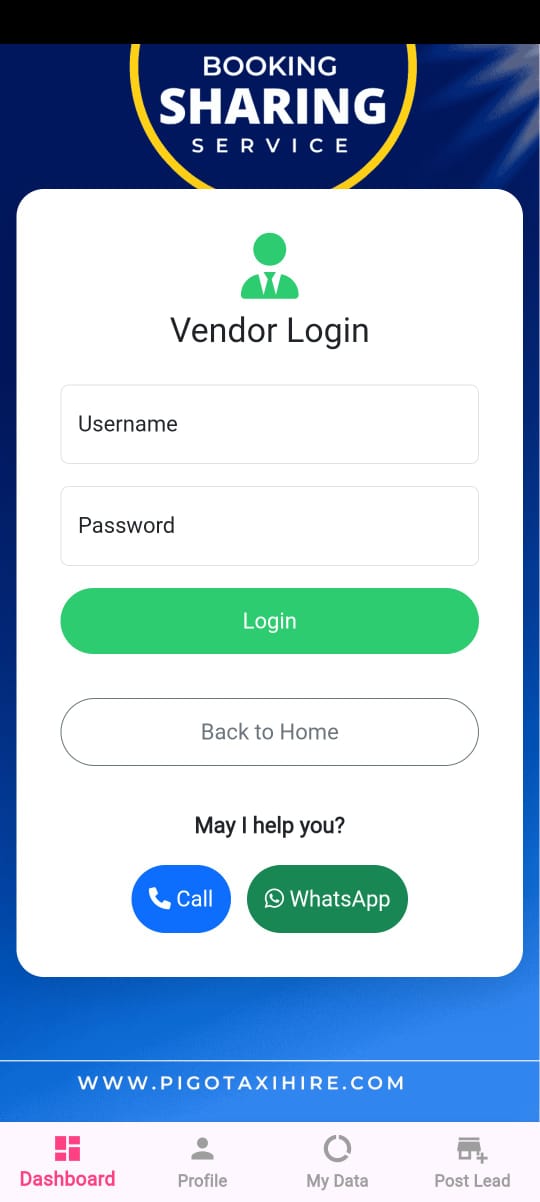 BOOKING
SHARING
SERVICE
Vendor Login
Username
Password
Login
Back to Home
May I help you?
Call WhatsApp
WWW.PIGOTAXIHIRE.COM
Dashboard Profile My Data Post Lead